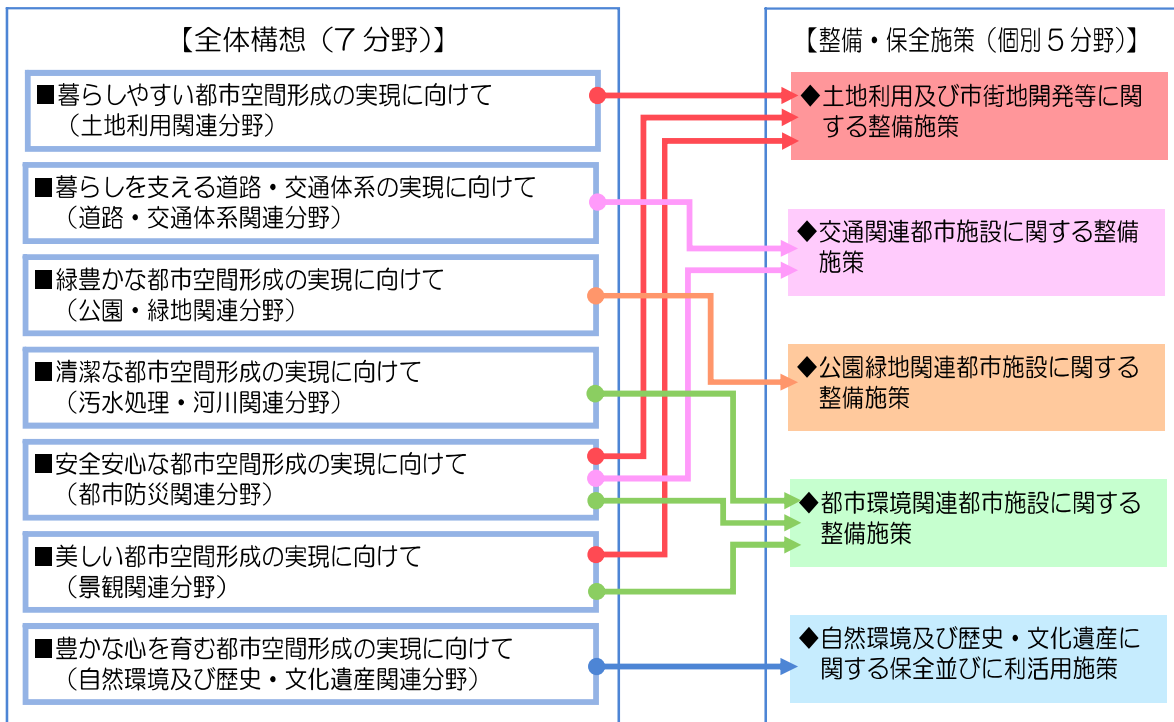 【全体構想（７分野）】
■暮らしやすい都市空間形成の実現に向けて
（土地利用関連分野）
■暮らしを支える道路・交通体系の実現に向けて
（道路・交通体系関連分野）
■緑豊かな都市空間形成の実現に向けて
（公園・緑地関連分野）
■清潔な都市空間形成の実現に向けて
（汚水処理・河川関連分野）
■安全安心な都市空間形成の実現に向けて
（都市防災関連分野）
■美しい都市空間形成の実現に向けて
（景観関連分野）
■豊かな心を育む都市空間形成の実現に向けて
（自然環境及び歴史・文化遺産関連分野）
【整備・保全施策（個別５分野）】
◆土地利用及び市街地開発等に関
する整備施策
◆交通関連都市施設に関する整備
施策
◆公園緑地関連都市施設に関する
整備施策
◆都市環境関連都市施設に関する
整備施策
◆自然環境及び歴史・文化遺産に
関する保全並びに利活用施策